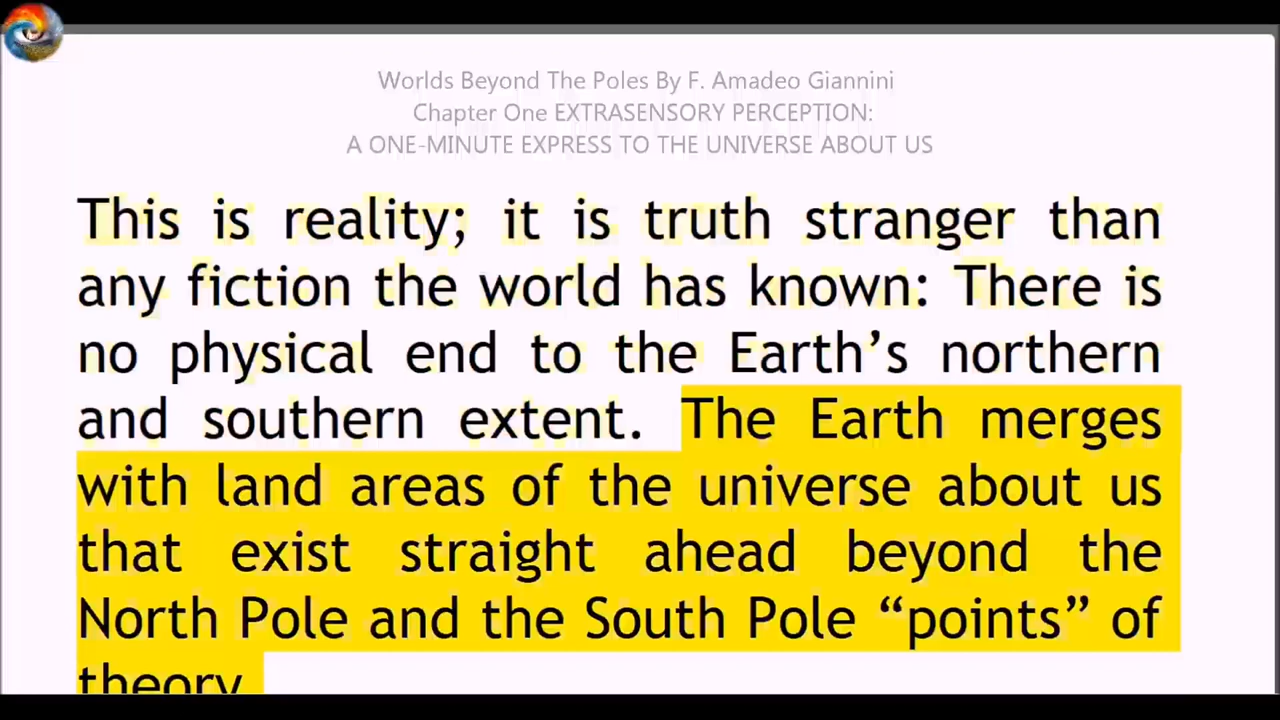 Worlds Beyond The Poles By F. Amadeo Giannini
Chapter One EXTRASENSORY PERCEPTION:
A ONE-MINUTE EXPRESS TO THE UNIVERSE ABOUT US
This is reality; it is truth stranger than
any fiction the world has known: There is
no physical end to the Earth’s northern
and southern extent. The Earth merges
with land areas of the universe about us
that exist straight ahead beyond the
North Pole and the South Pole “points” of
theory.